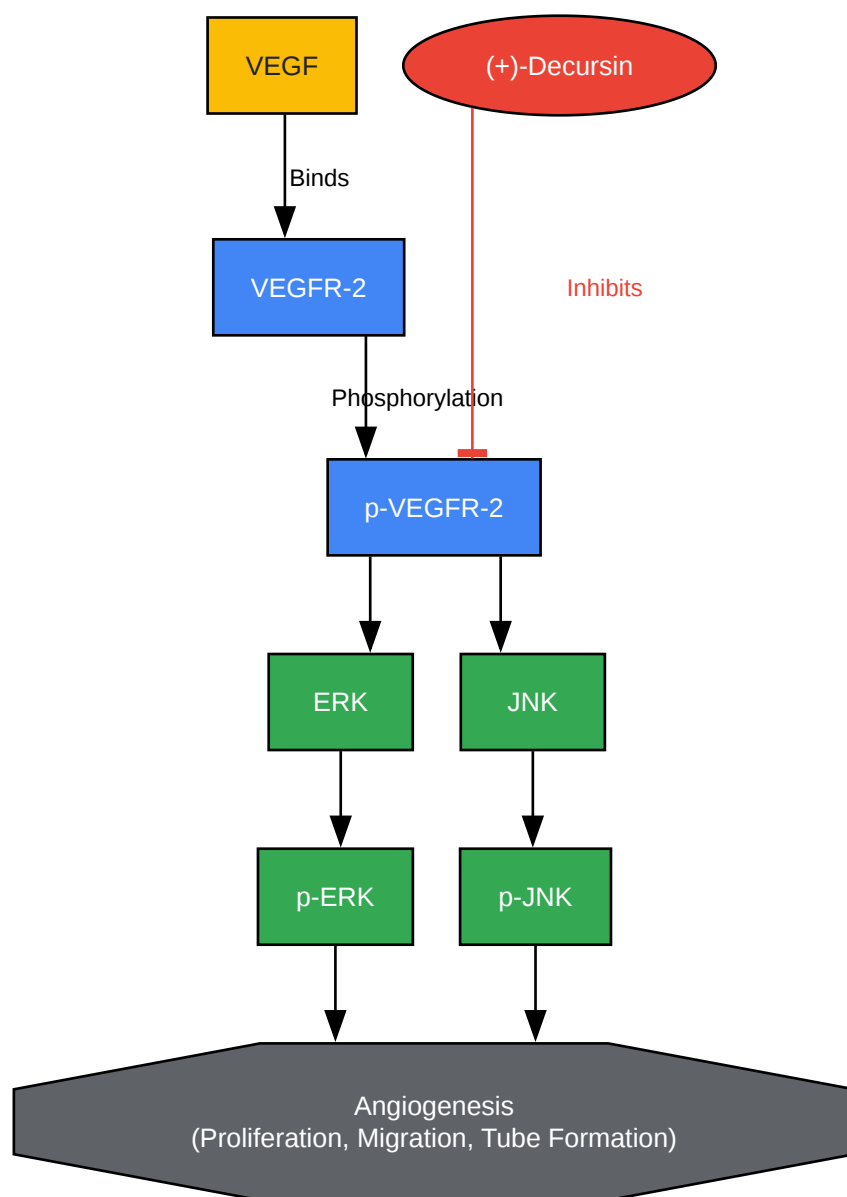 VEGF
(+)-Decursin
Binds
VEGFR-2
Inhibits
Phosphorylation
p-VEGFR-2
ERK
JNK
p-ERK
p-JNK
Angiogenesis
(Proliferation, Migration, Tube Formation)